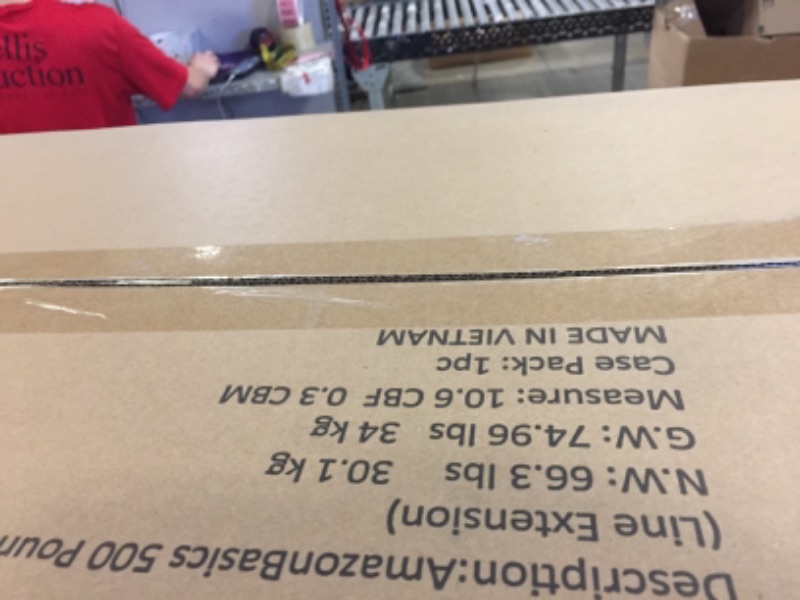 Description:AmazonBasics 500
(Line Extension)
N.W: 66.3 lbs 30.1 kg
G.W: 74.96 lbs 34 kg
Measure: 10.6 CBF 0.3 CBM
Case Pack: 1pc
MADE IN VIETNAM